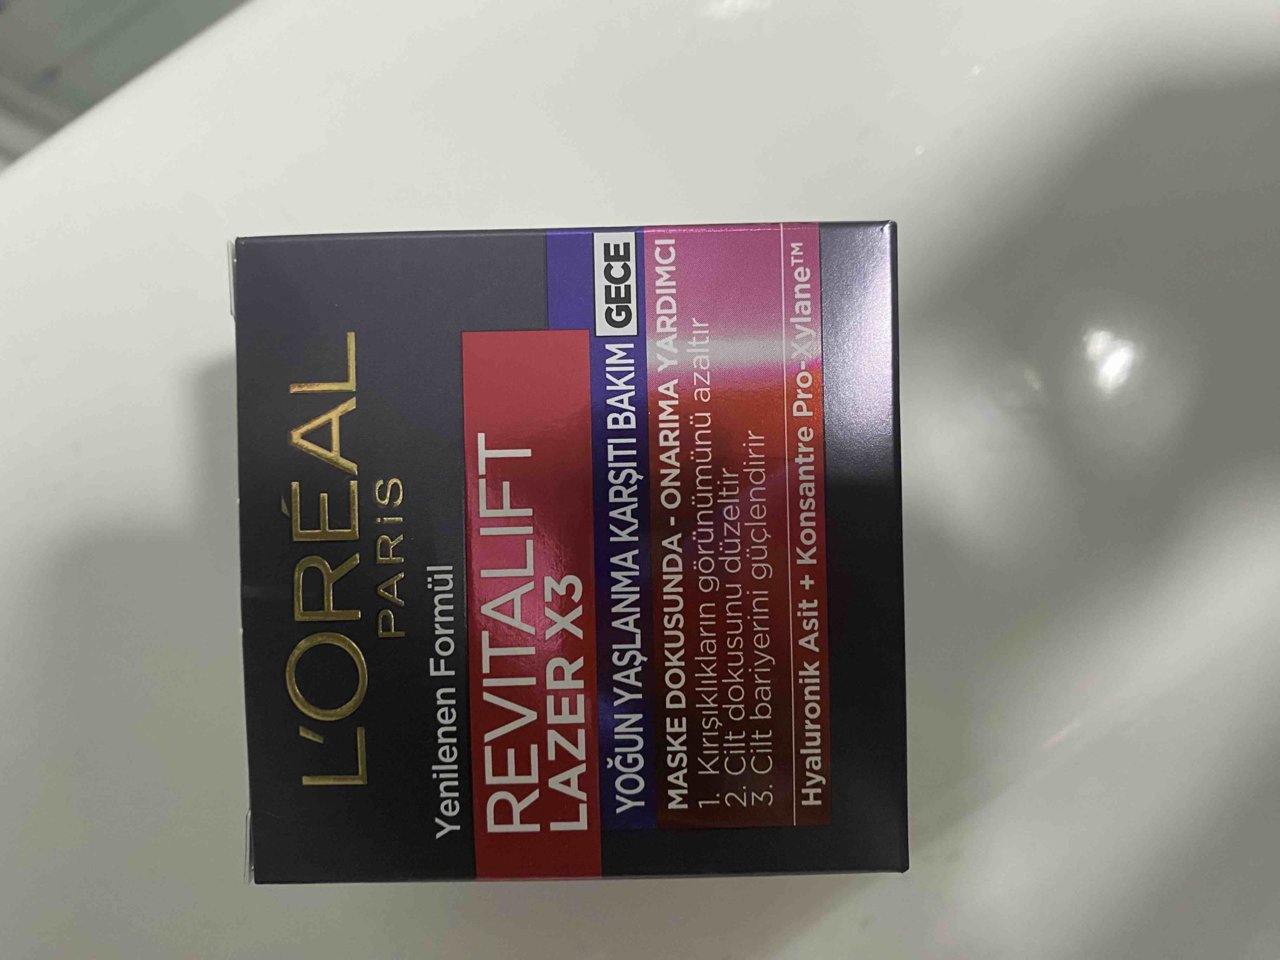 L'ORÉAL
PARiS
Yenilenen Formül
REVITALIFT
LAZER X3
YOĞUN YAŞLANMA KARŞITI BAKIM GECE
MASKE DOKUSUNDA - ONARIMA YARDIMCI
1. Kırışıklıkların görünümünü azaltır
2. Cilt dokusunu düzeltir
3. Cilt bariyerini güçlendirir
Hyaluronik Asit + Konsantre Pro-Xylane™